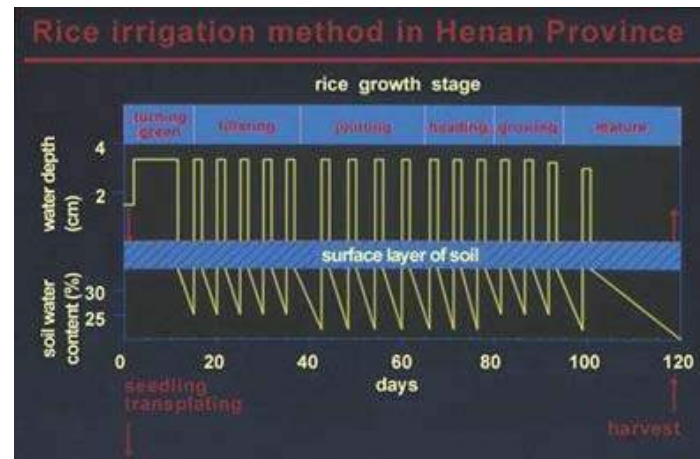 Rice irrigation method in Henan Province
rice growth stage
turning
green
tillering
jointing
heading
growing
mature
water depth
(cm)
4
2
surface layer of soil
soil water
content (%)
30
25
0 20 40 60 80 100 120
days
seedling
transplating
harvest